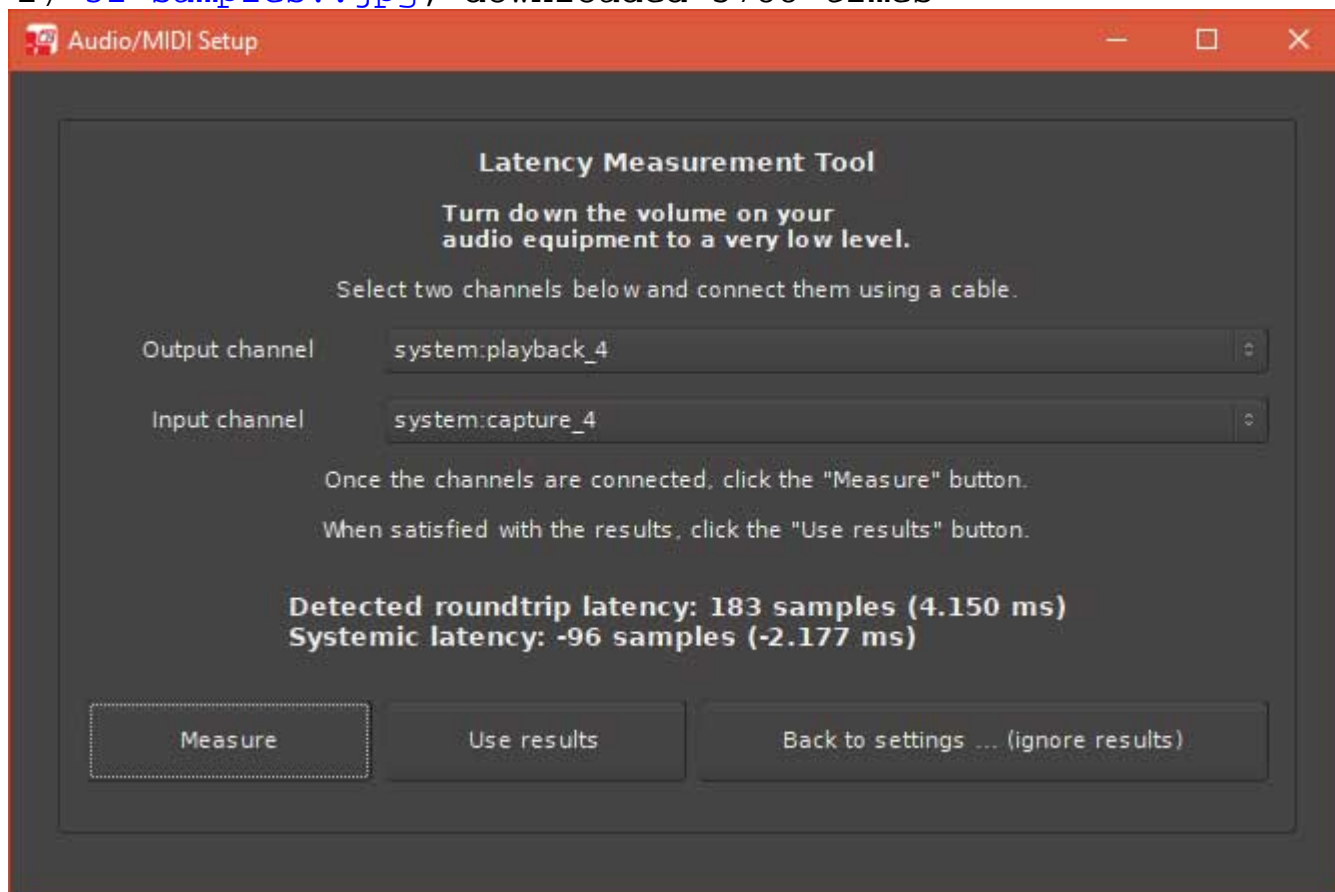 Audio/MIDI Setup
Latency Measurement Tool
Turn down the volume on your
audio equipment to a very low level.
Select two channels below and connect them using a cable.
Output channel system:playback_4
Input channel system:capture_4
Once the channels are connected, click the "Measure" button.
When satisfied with the results, click the "Use results" button.
Detected roundtrip latency: 183 samples (4.150 ms)
Systemic latency: -96 samples (-2.177 ms)
Measure Use results Back to settings ... (ignore results)